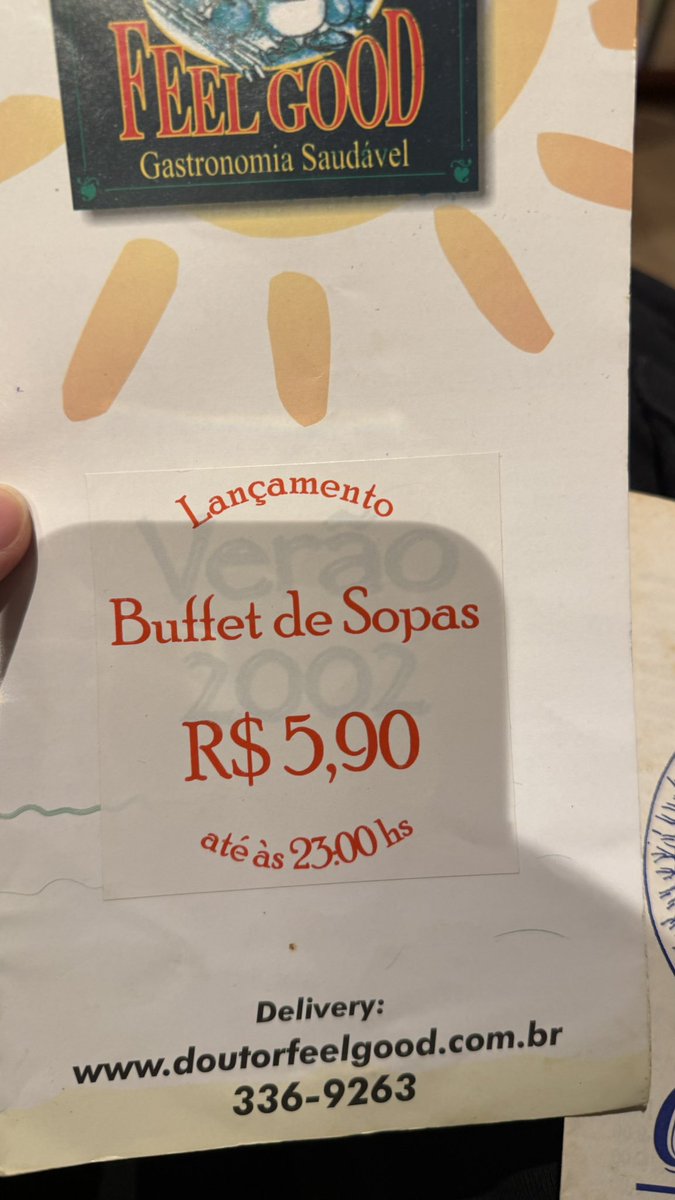 FEEL GOOD
Gastronomia Saudável
Lançamento
Verão
Buffet de Sopas
2002
R$ 5,90
até às 23:00 hs
Delivery:
www.doutorfeelgood.com.br
336-9263